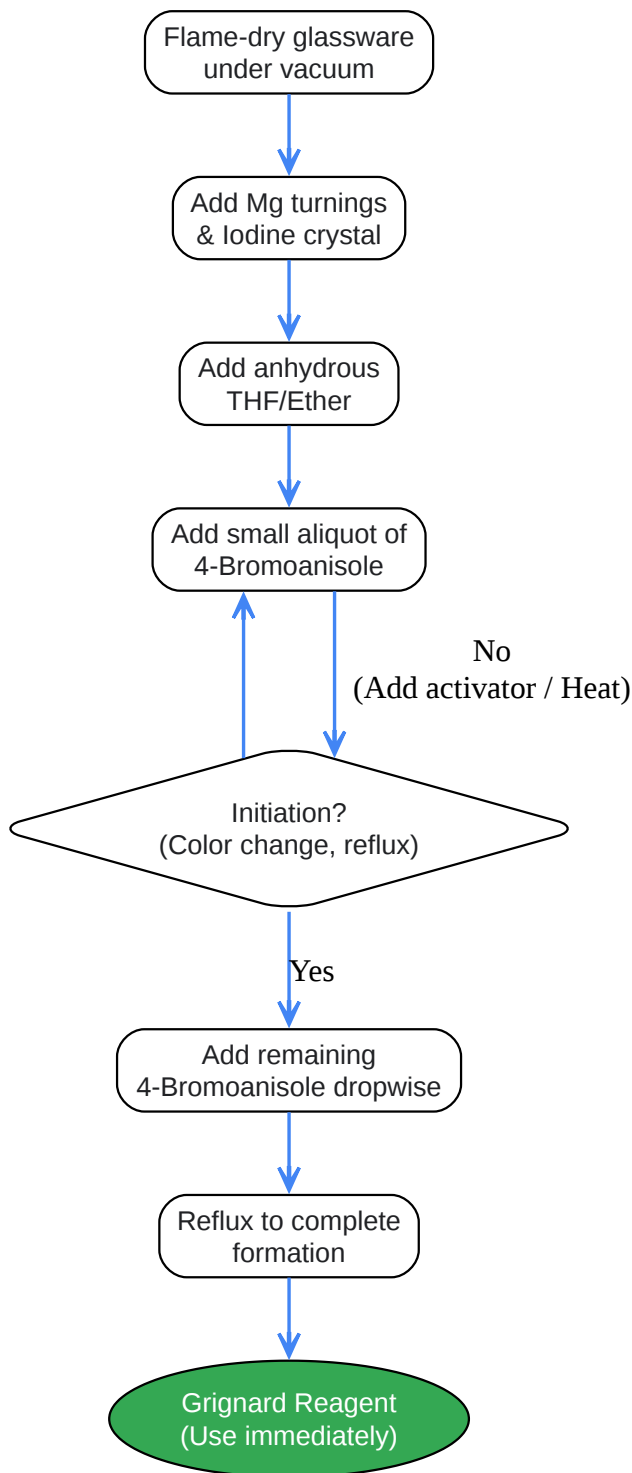 Flame-dry glassware
under vacuum
Add Mg turnings
& Iodine crystal
Add anhydrous
THF/Ether
Add small aliquot of
4-Bromoanisole
No
(Add activator / Heat)
Initiation?
(Color change, reflux)
Yes
Add remaining
4-Bromoanisole dropwise
Reflux to complete
formation
Grignard Reagent
(Use immediately)